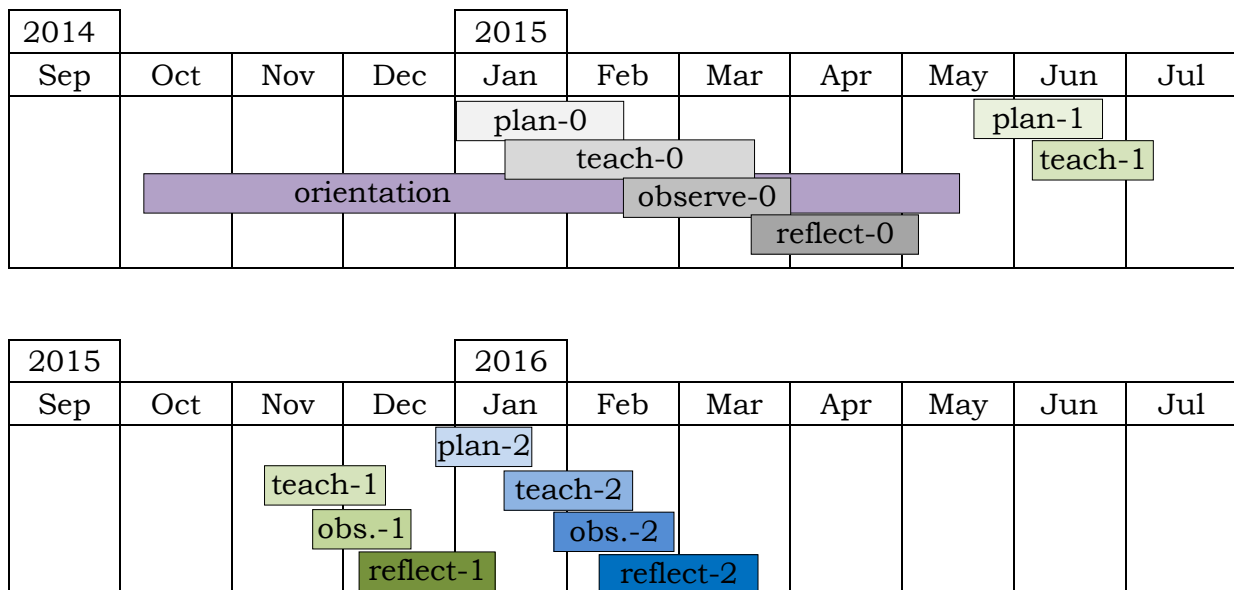 2014 2015
Sep Oct Nov Dec Jan Feb Mar Apr May Jun Jul
plan-0 plan-1
teach-0 teach-1
orientation observe-0
reflect-0
2015 2016
Sep Oct Nov Dec Jan Feb Mar Apr May Jun Jul
plan-2
teach-1 teach-2
obs.-1 obs.-2
reflect-1 reflect-2